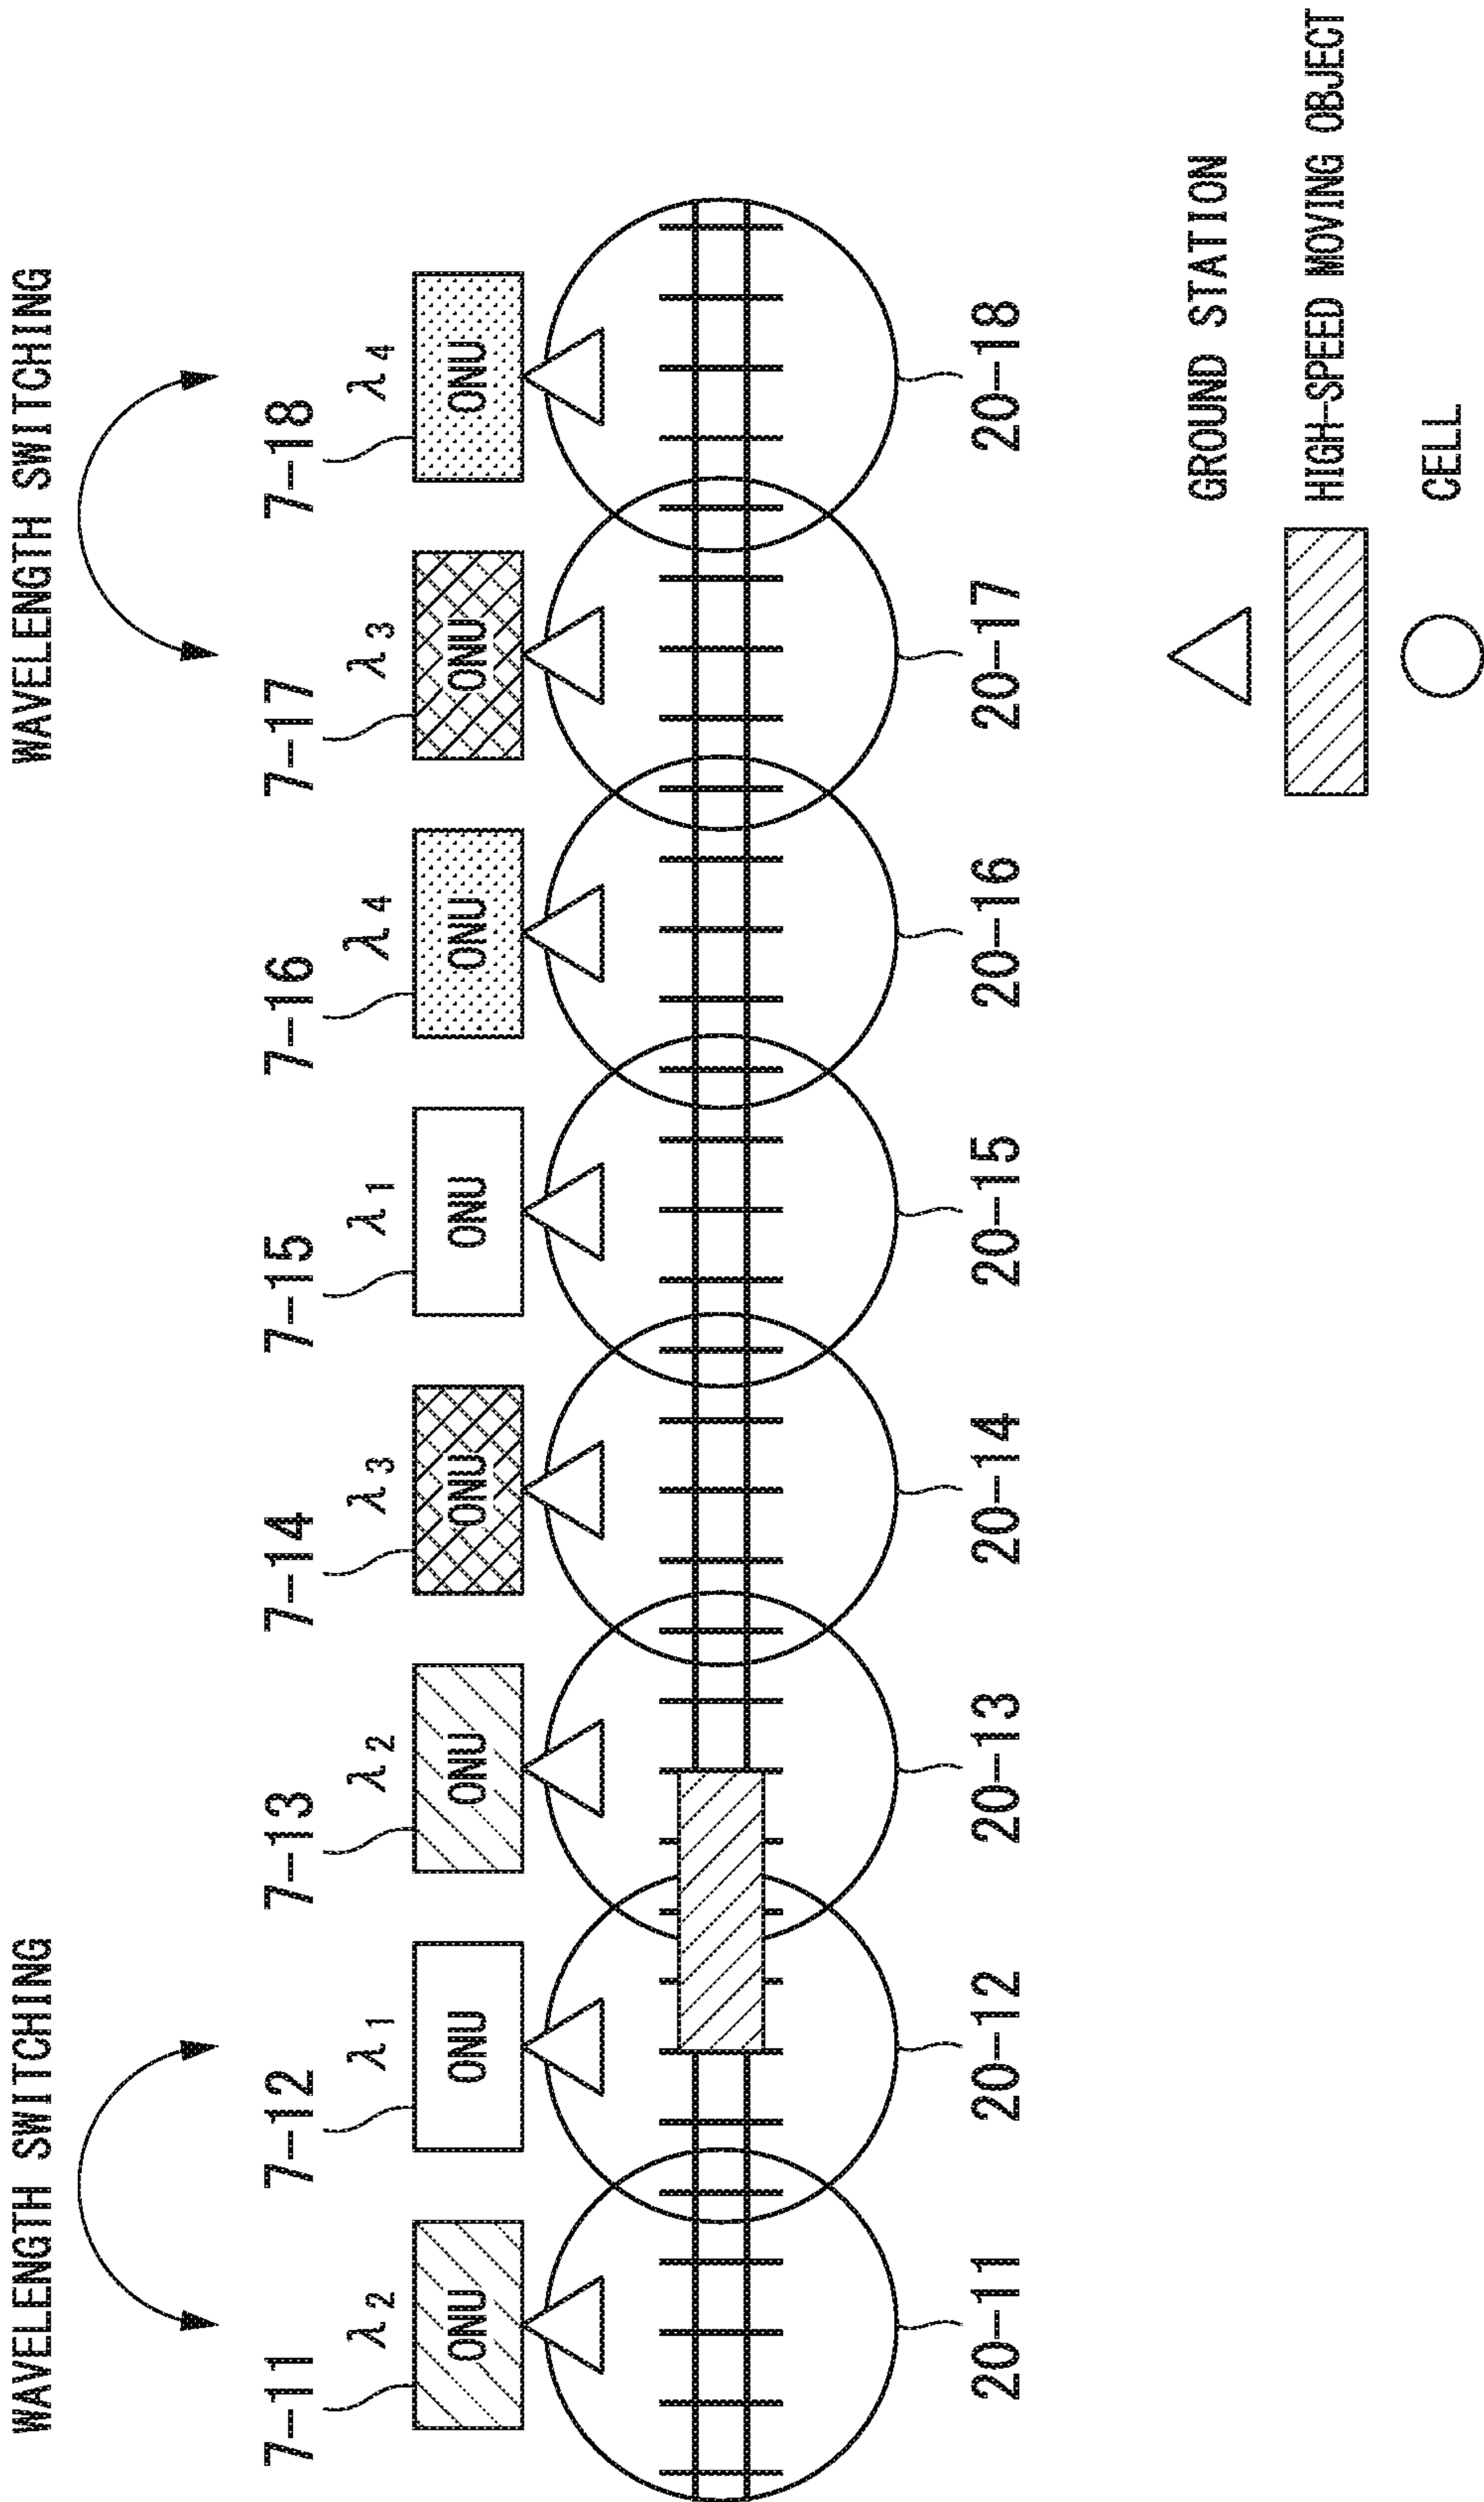 WAVELENGTH SWITCHING WAVELENGTH SWITCHING
7-11 7-12 7-13 7-14 7-15 7-16 7-17 7-18
λ2 λ1 λ2 λ3 λ1 λ4 λ3 λ4
ONU ONU ONU ONU ONU ONU ONU ONU
20-11 20-12 20-13 20-14 20-15 20-16 20-17 20-18
GROUND STATION
HIGH-SPEED MOVING OBJECT
CELL